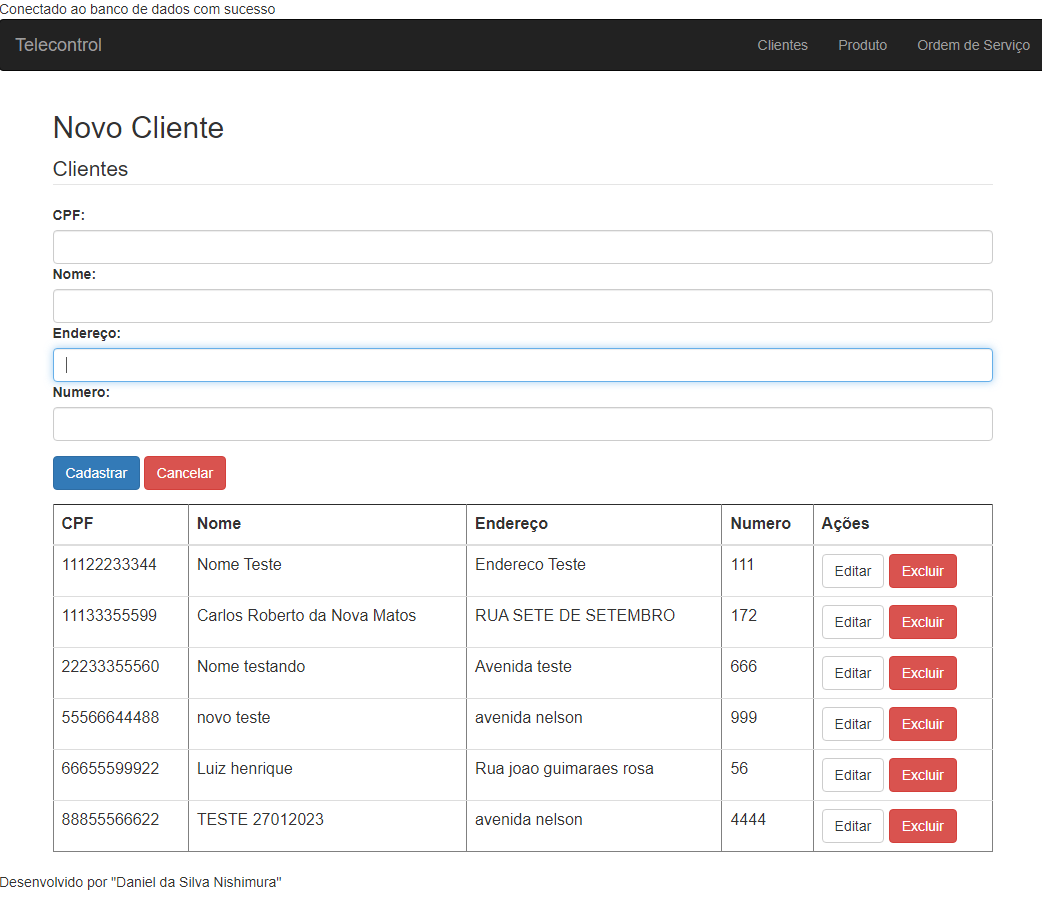 Conectado ao banco de dados com sucesso
Telecontrol Clientes Produto Ordem de Serviço
Novo Cliente
Clientes
CPF:
Nome:
Endereço:
Numero:
Cadastrar Cancelar
CPF Nome Endereço Numero Ações
11122233344 Nome Teste Endereco Teste 111 Editar Excluir
11133355599 Carlos Roberto da Nova Matos RUA SETE DE SETEMBRO 172 Editar Excluir
22233355560 Nome testando Avenida teste 666 Editar Excluir
55566644488 novo teste avenida nelson 999 Editar Excluir
66655599922 Luiz henrique Rua joao guimaraes rosa 56 Editar Excluir
88855566622 TESTE 27012023 avenida nelson 4444 Editar Excluir
Desenvolvido por "Daniel da Silva Nishimura"